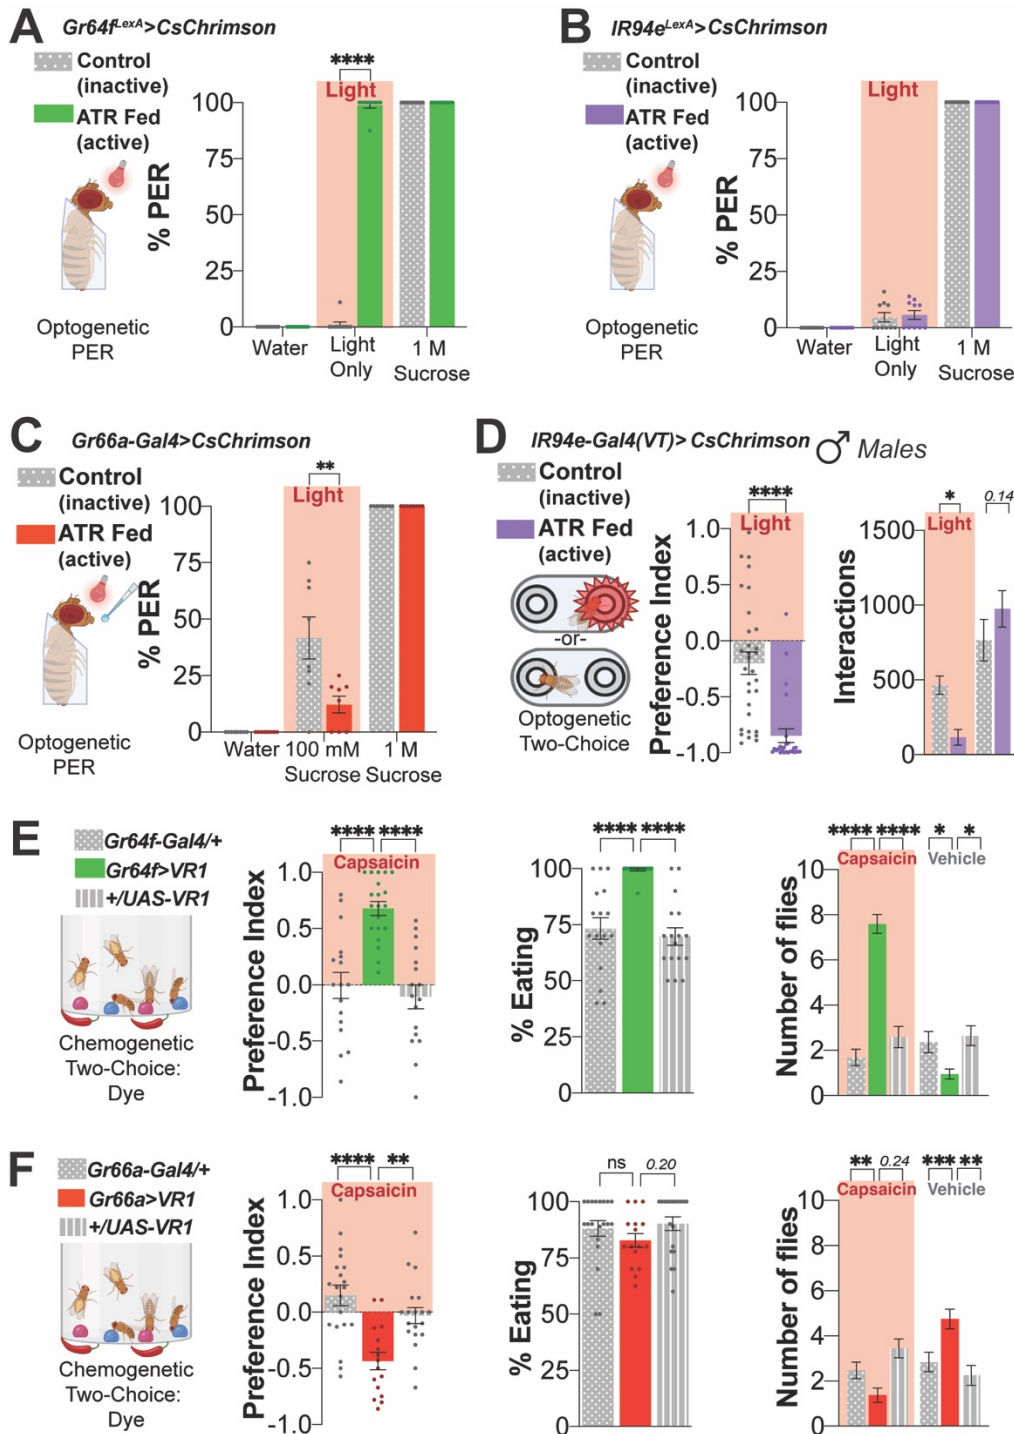 A
Gr64f^LexA>CsChrimson
Control
(inactive)
ATR Fed
(active)
Optogenetic
PER
% PER
100
75
50
25
0
****
Light
Water
Light
Only
1 M
Sucrose
B
IR94e^LexA>CsChrimson
Control
(inactive)
ATR Fed
(active)
Optogenetic
PER
% PER
100
75
50
25
0
Light
Water
Light
Only
1 M
Sucrose
C
Gr66a-Gal4>CsChrimson
Control
(inactive)
ATR Fed
(active)
Optogenetic
PER
% PER
100
75
50
25
0
**
Light
Water
100 mM
Sucrose
1 M
Sucrose
D
IR94e-Gal4(VT)> CsChrimson ♂ Males
Control
(inactive)
ATR Fed
(active)
-or-
Optogenetic
Two-Choice
Preference Index
1.0
0.5
0.0
-0.5
-1.0
****
Light
Interactions
1500
1000
500
0
*
0.14
Light
E
Gr64f-Gal4/+
Gr64f>VR1
+/UAS-VR1
Chemogenetic
Two-Choice:
Dye
Preference Index
1.0
0.5
0.0
-0.5
-1.0
**** ****
Capsaicin
% Eating
100
75
50
25
0
**** ****
Number of flies
10
8
6
4
2
0
**** **** * *
Capsaicin Vehicle
F
Gr66a-Gal4/+
Gr66a>VR1
+/UAS-VR1
Chemogenetic
Two-Choice:
Dye
Preference Index
1.0
0.5
0.0
-0.5
-1.0
**** **
Capsaicin
% Eating
100
75
50
25
0
ns 0.20
Number of flies
10
8
6
4
2
0
** 0.24 *** **
Capsaicin Vehicle